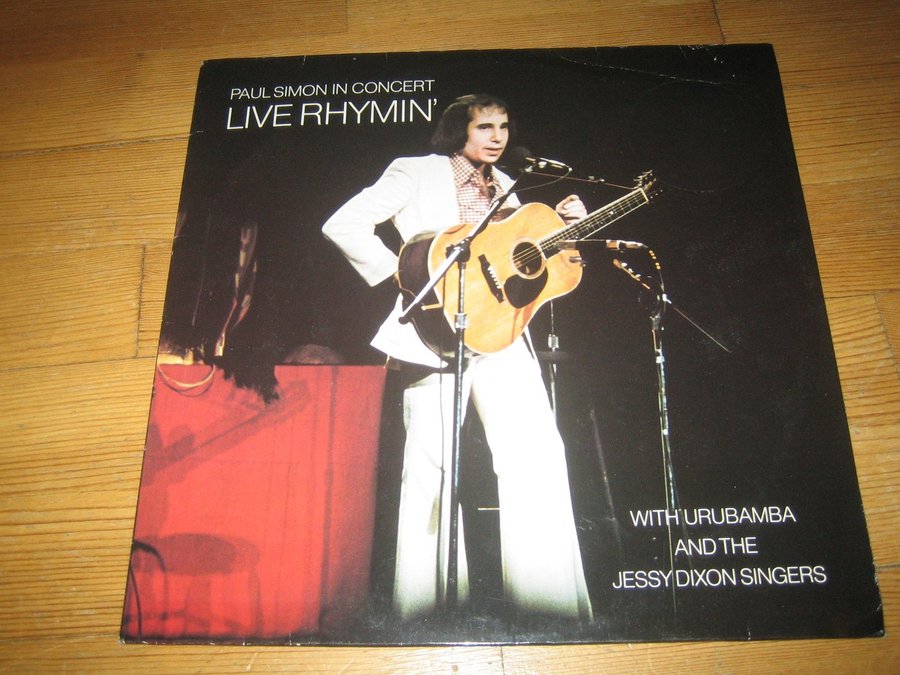 PAUL SIMON IN CONCERT
LIVE RHYMIN'
WITH URUBAMBA
AND THE
JESSY DIXON SINGERS